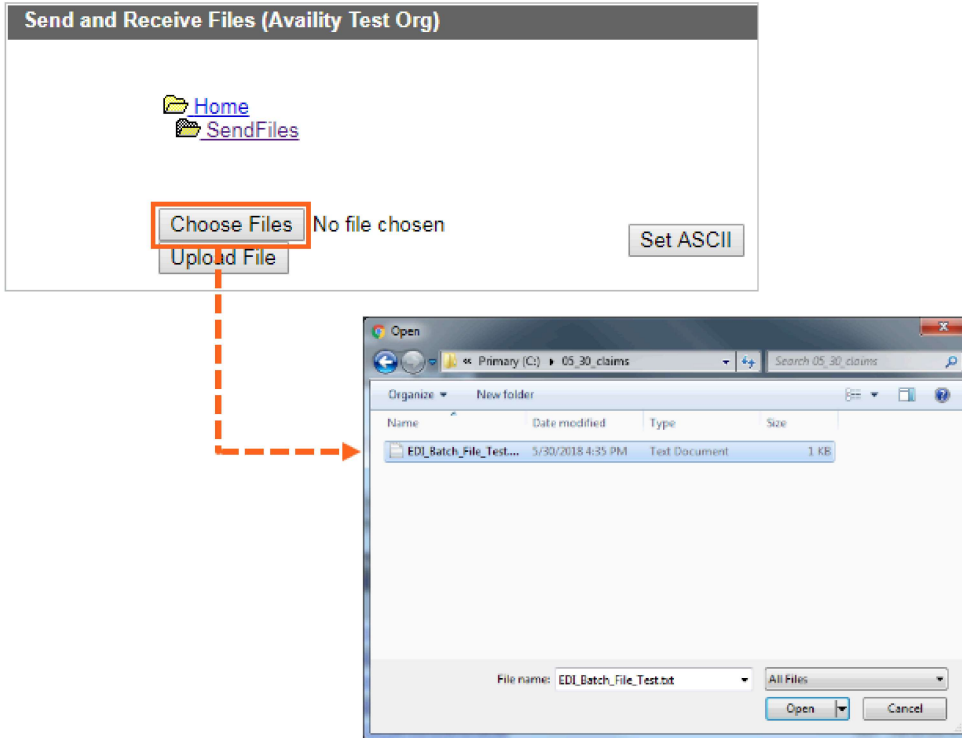 Send and Receive Files (Availity Test Org)
Home
SendFiles
Choose Files No file chosen
Set ASCII
Upload File
Open
x
« Primary (C:) ▸ 05_30_claims
Search 05_30_claims
Organize ▾ New folder
Name Date modified Type Size
EDI_Batch_File_Test.... 5/30/2018 4:35 PM Text Document 1 KB
File name: EDI_Batch_File_Test.txt All Files
Open Cancel